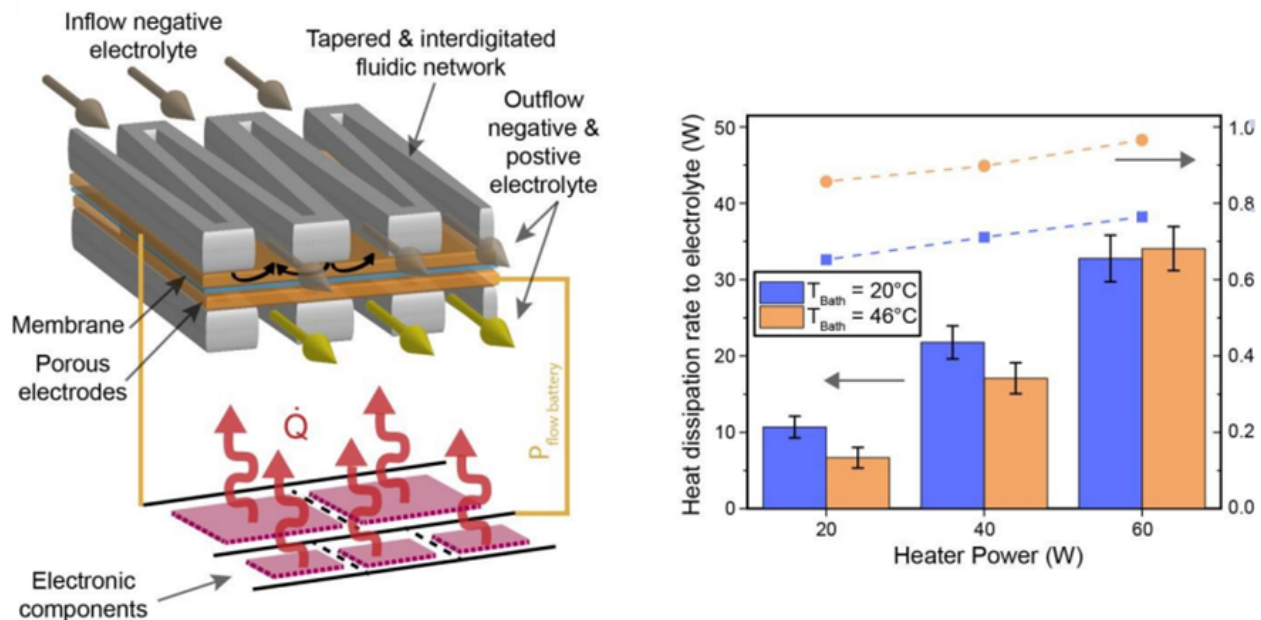 Inflow negative
electrolyte
Tapered & interdigitated
fluidic network
Outflow
negative &
postive
electrolyte
Membrane
Porous
electrodes
Q̇
P flow battery
Electronic
components
Heat dissipation rate to electrolyte (W)
50
40
30
20
10
0
1.0
0.8
0.6
0.4
0.2
0.0
T Bath = 20°C
T Bath = 46°C
20
40
60
Heater Power (W)